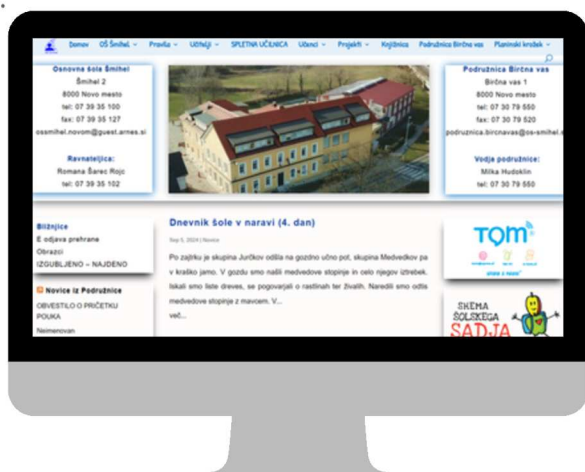 Domov OŠ Šmihel Pravila Učitelji SPLETNA UČILNICA Učenci Projekti Knjižnica Podružnica Birčna vas Planinski krožek
Osnovna šola Šmihel
Šmihel 2
8000 Novo mesto
tel: 07 39 35 100
fax: 07 39 35 127
ossmihel.novom@guest.arnes.si
Ravnateljica:
Romana Šarec Rojc
tel: 07 39 35 102
Podružnica Birčna vas
Birčna vas 1
8000 Novo mesto
tel: 07 30 79 550
fax: 07 30 79 520
podruznica.bircnavas@os-smihel.s
Vodja podružnice:
Milka Hudoklin
tel: 07 30 79 550
Bližnjice
E odjava prehrane
Obrazci
IZGUBLJENO – NAJDENO
Novice iz Podružnice
OBVESTILO O PRIČETKU
POUKA
Neimenovan
Dnevnik šole v naravi (4. dan)
Sep 5, 2024 | Novice
Po zajtrku je skupina Jurčkov odšla na gozdno učno pot, skupina Medvedkov pa
v kraško jamo. V gozdu smo našli medvedove stopinje in celo njegov iztrebek.
Iskali smo liste dreves, se pogovarjali o rastlinah ter živalih. Naredili smo odtis
medvedove stopinje z mavcem. V...
več...
TOM
SHEMA
ŠOLSKEGA
SADJA